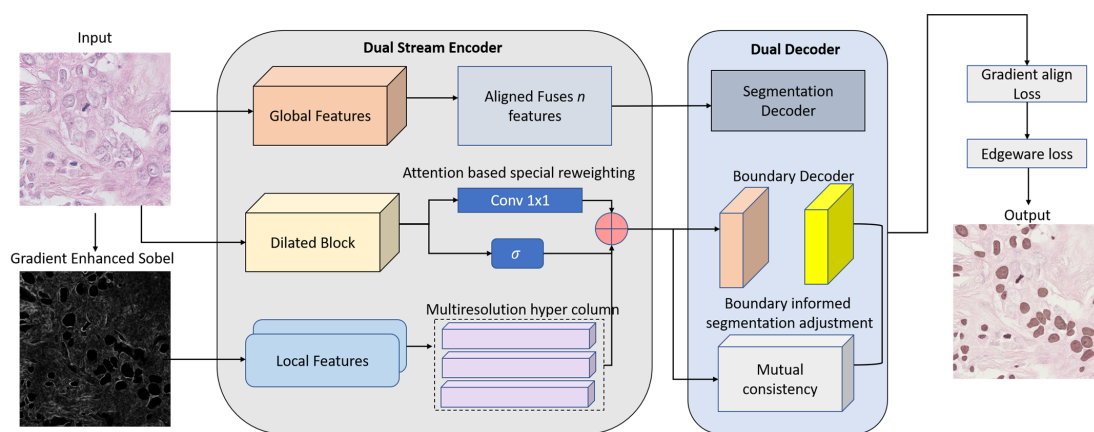 Input
Gradient Enhanced Sobel
Dual Stream Encoder
Global Features
Aligned Fuses n
features
Attention based special reweighting
Conv 1x1
Dilated Block
σ
Multiresolution hyper column
Local Features
Dual Decoder
Segmentation
Decoder
Boundary Decoder
Boundary informed
segmentation adjustment
Mutual
consistency
Gradient align
Loss
Edgeware loss
Output